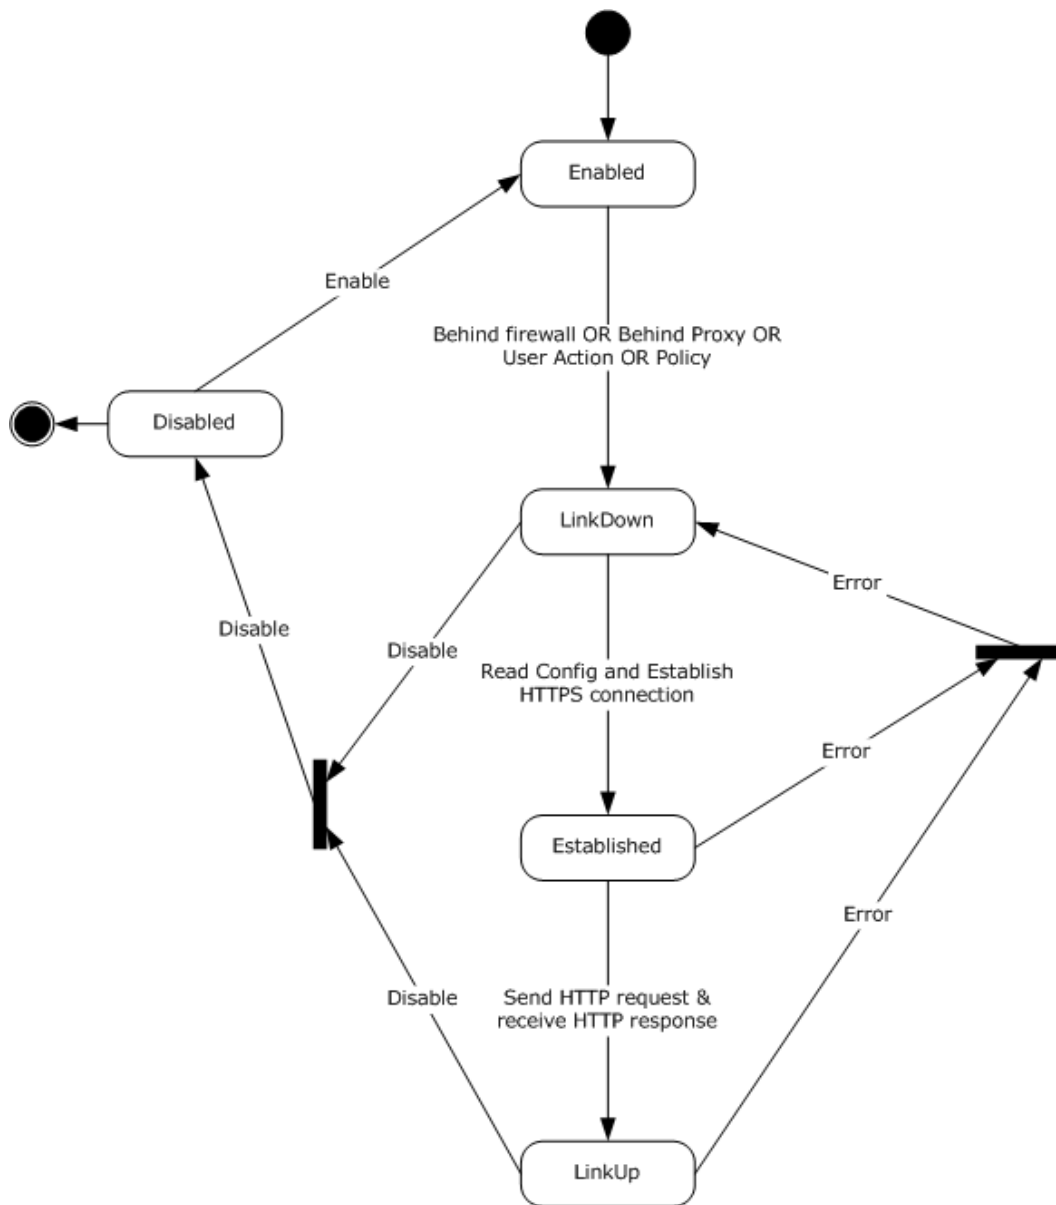 Enabled
Enable
Behind firewall OR Behind Proxy OR
User Action OR Policy
Disabled
LinkDown
Error
Disable
Disable
Read Config and Establish
HTTPS connection
Error
Established
Error
Disable
Send HTTP request &
receive HTTP response
LinkUp